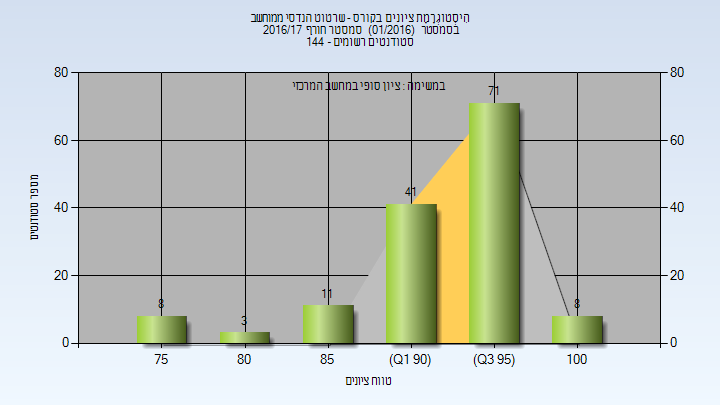 היסטוגרמת ציונים בקורס - שרטוט הנדסי ממוחשב
בסמסטר (01/2016) סמסטר חורף 2016/17
סטודנטים רשומים - 144
במשימה : ציון סופי במחשב המרכזי
80 80
60 60
40 40
20 20
0 0
מספר סטודנטים
8 3 11 41 71 8
75 80 85 (Q1 90) (Q3 95) 100
טווח ציונים